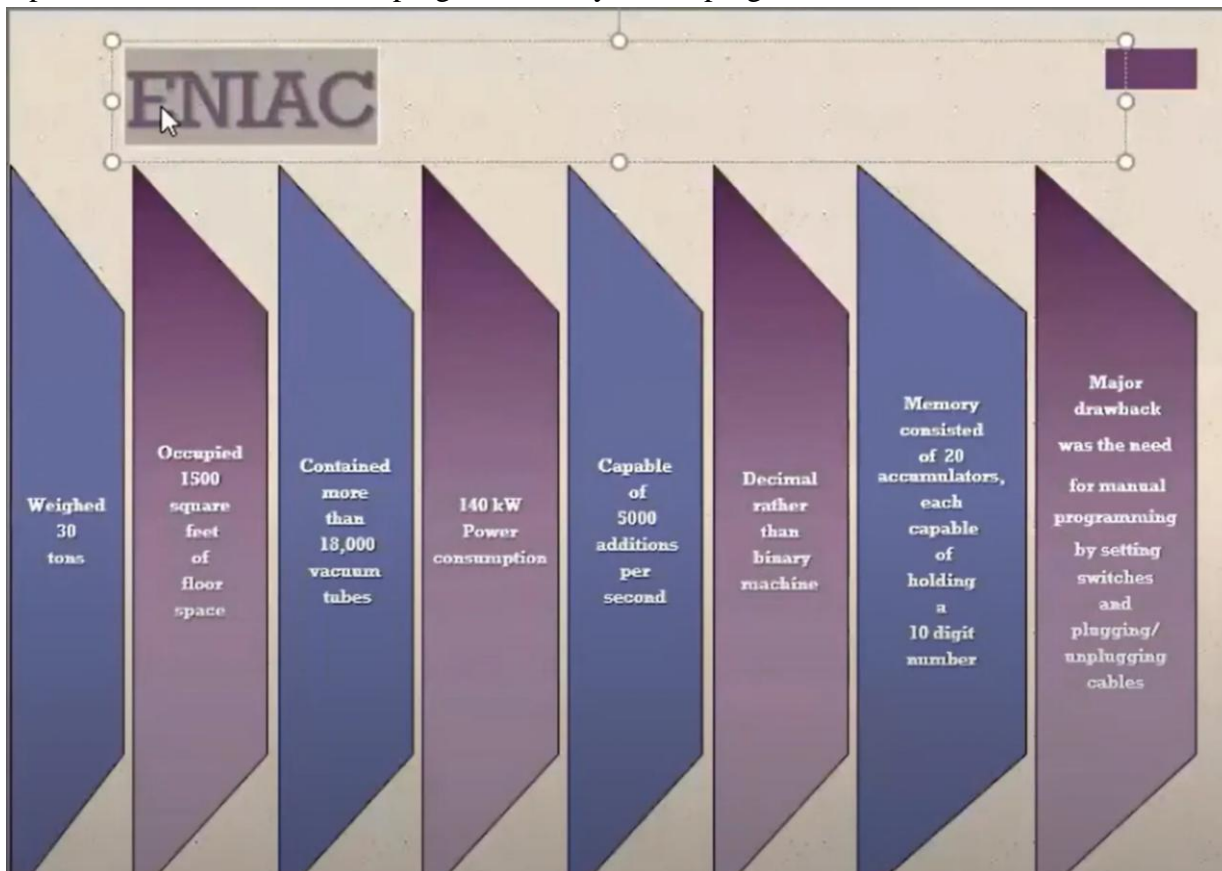 ENIAC
Weighed
30
tons
Occupied
1500
square
feet
of
floor
space
Contained
more
than
18,000
vacuum
tubes
140 kW
Power
consumption
Capable
of
5000
additions
per
second
Decimal
rather
than
binary
machine
Memory
consisted
of 20
accumulators,
each
capable
of
holding
a
10 digit
number
Major
drawback
was the need
for manual
programming
by setting
switches
and
plugging/
unplugging
cables